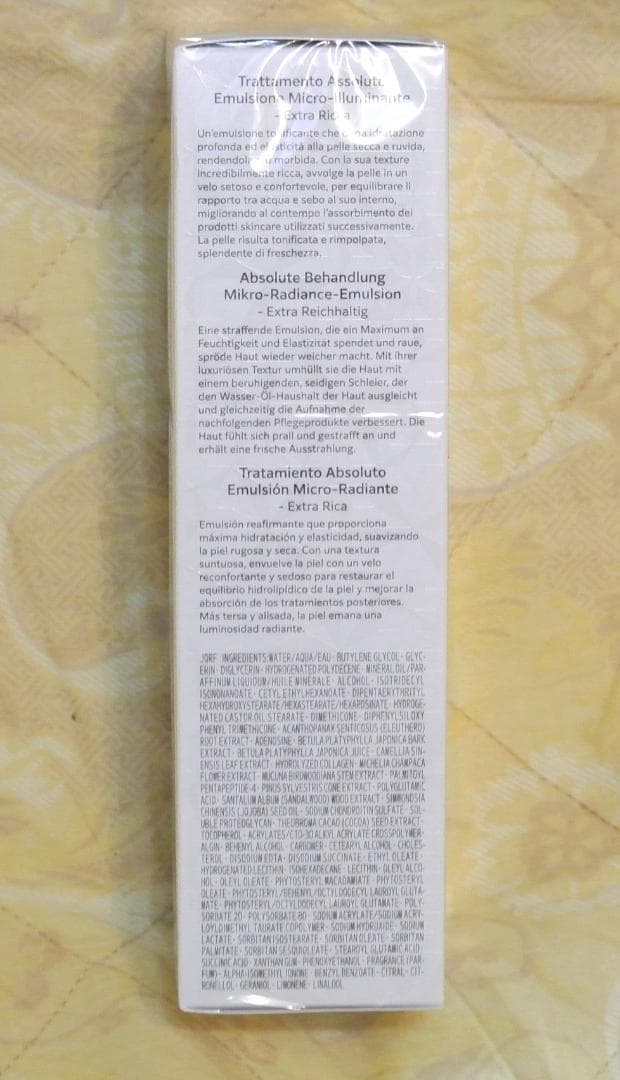 Trattamento Assoluto
Emulsione Micro-Illuminante
- Extra Ricca
Un'emulsione tonificante che dona idratazione
profonda ed elasticità alla pelle secca e ruvida,
rendendola morbida. Con la sua texture
incredibilmente ricca, avvolge la pelle in un
velo setoso e confortevole, per equilibrare il
rapporto tra acqua e sebo al suo interno,
migliorando al contempo l'assorbimento dei
prodotti skincare utilizzati successivamente.
La pelle risulta tonificata e rimpolpata,
splendente di freschezza.
Absolute Behandlung
Mikro-Radiance-Emulsion
- Extra Reichhaltig
Eine straffende Emulsion, die ein Maximum an
Feuchtigkeit und Elastizität spendet und raue,
spröde Haut wieder weicher macht. Mit ihrer
luxuriösen Textur umhüllt sie die Haut mit
einem beruhigenden, seidigen Schleier, der
den Wasser-Öl-Haushalt der Haut ausgleicht
und gleichzeitig die Aufnahme der
nachfolgenden Pflegeprodukte verbessert. Die
Haut fühlt sich prall und gestrafft an und
erhält eine frische Ausstrahlung.
Tratamiento Absoluto
Emulsión Micro-Radiante
- Extra Rica
Emulsión reafirmante que proporciona
máxima hidratación y elasticidad, suavizando
la piel rugosa y seca. Con una textura
suntuosa, envuelve la piel con un velo
reconfortante y sedoso para restaurar el
equilibrio hidrolipídico de la piel y mejorar la
absorción de los tratamientos posteriores.
Más tersa y alisada, la piel emana una
luminosidad radiante.
INGREDIENTS:WATER/AQUA/EAU· BUTYLENE GLYCOL· GLYC-
ERIN· DIGLYCERIN· HYDROGENATED POLYDECENE· MINERAL OIL/PAR-
AFFINUM LIQUIDUM/HUILE MINERALE· ALCOHOL· ISOTRIDECYL
ISONONANOATE· CETYL ETHYLHEXANOATE· DIPENTAERYTHRITYL
HEXAHYDROXYSTEARATE/HEXASTEARATE/HEXAROSINATE· HYDROGE-
NATED CASTOR OIL STEARATE· DIMETHICONE· DIPHENYLSILOXY
PHENYL TRIMETHICONE· ACANTHOPANAX SENTICOSUS (ELEUTHERO)
ROOT EXTRACT· ADENOSINE· BETULA PLATYPHYLLA JAPONICA BARK
EXTRACT· BETULA PLATYPHYLLA JAPONICA JUICE· CAMELLIA SIN-
ENSIS LEAF EXTRACT· HYDROLYZED COLLAGEN· MICHELIA CHAMPACA
FLOWER EXTRACT· MUCUNA BIRDWOODIANA STEM EXTRACT· PALMITOYL
PENTAPEPTIDE-4· PINUS SYLVESTRIS CONE EXTRACT· POLYGLUTAMIC
ACID· SANTALUM ALBUM (SANDALWOOD) WOOD EXTRACT· SIMMONDSIA
CHINENSIS (JOJOBA) SEED OIL· SODIUM CHONDROITIN SULFATE· SOL-
UBLE PROTEOGLYCAN· THEOBROMA CACAO (COCOA) SEED EXTRACT·
TOCOPHEROL· ACRYLATES/C10-30 ALKYL ACRYLATE CROSSPOLYMER·
ALGIN· BEHENYL ALCOHOL· CARBOMER· CETEARYL ALCOHOL· CHOLES-
TEROL· DISODIUM EDTA· DISODIUM SUCCINATE· ETHYL OLEATE·
HYDROGENATED LECITHIN· ISOHEXADECANE· LECITHIN· OLEYL ALCO-
HOL· OLEYL OLEATE· PHYTOSTERYL MACADAMIATE· PHYTOSTERYL
OLEATE· PHYTOSTERYL/BEHENYL/OCTYLDODECYL LAUROYL GLUTA-
MATE· PHYTOSTERYL/OCTYLDODECYL LAUROYL GLUTAMATE· POLY-
SORBATE 20· POLYSORBATE 80· SODIUM ACRYLATE/SODIUM ACRY-
LOYLDIMETHYL TAURATE COPOLYMER· SODIUM HYDROXIDE· SODIUM
LACTATE· SORBITAN ISOSTEARATE· SORBITAN OLEATE· SORBITAN
PALMITATE· SORBITAN SESQUIOLEATE· STEAROYL GLUTAMIC ACID·
SUCCINIC ACID· XANTHAN GUM· PHENOXYETHANOL· FRAGRANCE (PAR-
FUM)· ALPHA-ISOMETHYL IONONE· BENZYL BENZOATE· CITRAL· CIT-
RONELLOL· GERANIOL· LIMONENE· LINALOOL